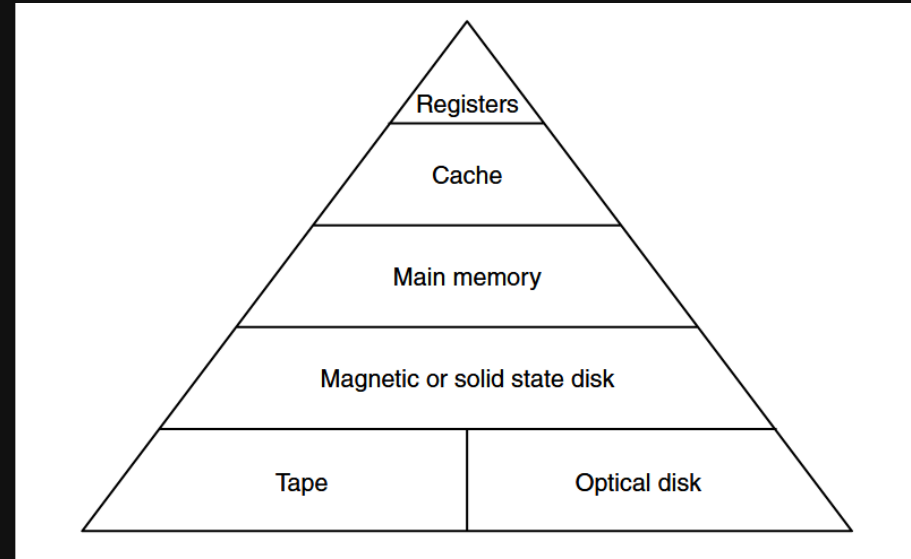 Registers
Cache
Main memory
Magnetic or solid state disk
Tape
Optical disk